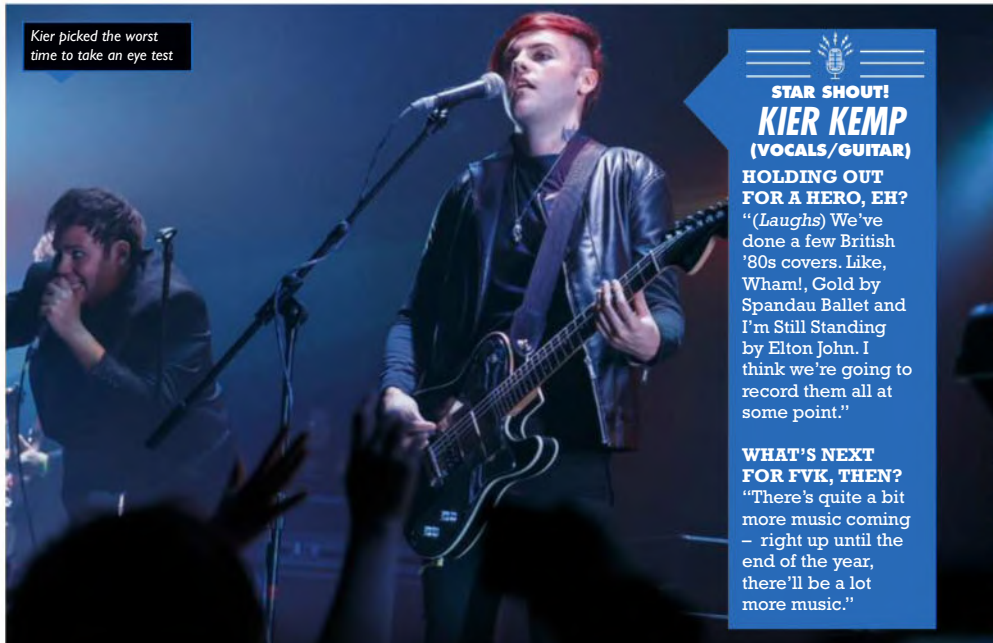 Kier picked the worst
time to take an eye test
STAR SHOUT!
KIER KEMP
(VOCALS/GUITAR)
HOLDING OUT
FOR A HERO, EH?
“(Laughs) We’ve
done a few British
’80s covers. Like,
Wham!, Gold by
Spandau Ballet and
I’m Still Standing
by Elton John. I
think we’re going to
record them all at
some point.”
WHAT’S NEXT
FOR FVK, THEN?
“There’s quite a bit
more music coming
– right up until the
end of the year,
there’ll be a lot
more music.”